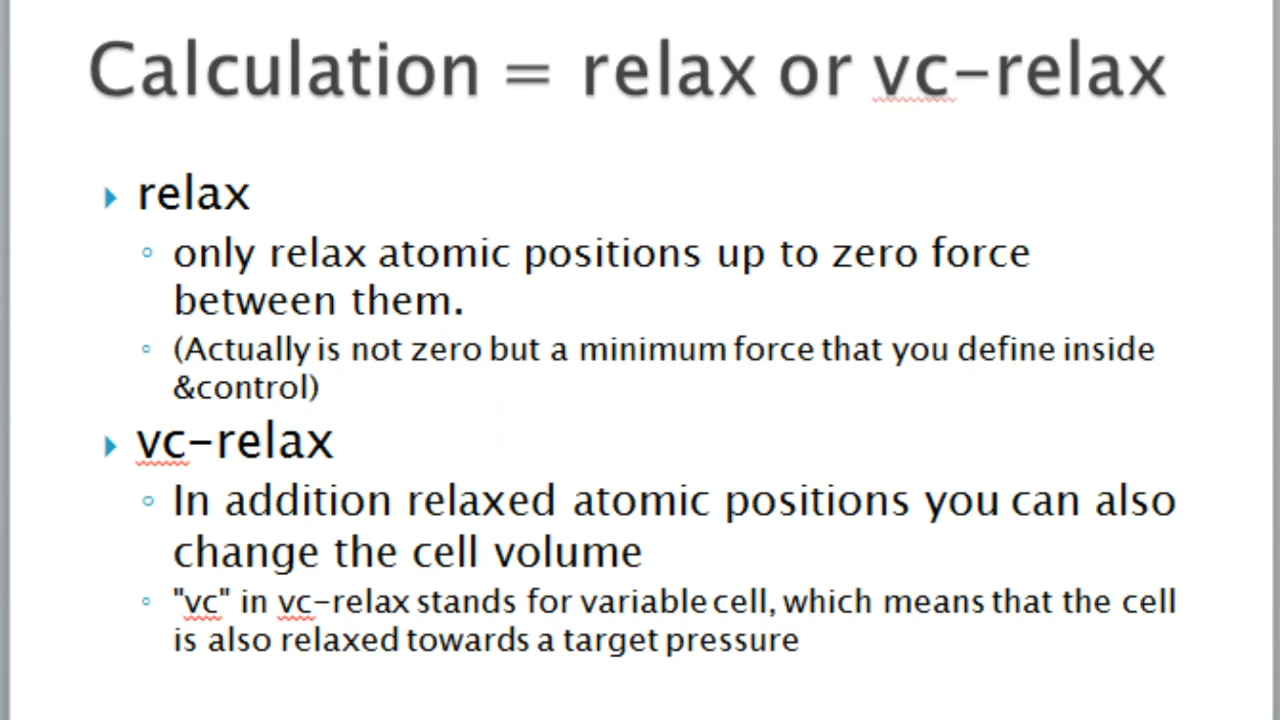 Calculation = relax or vc-relax
relax
only relax atomic positions up to zero force
between them.
(Actually is not zero but a minimum force that you define inside
&control)
vc-relax
In addition relaxed atomic positions you can also
change the cell volume
"vc" in vc-relax stands for variable cell, which means that the cell
is also relaxed towards a target pressure